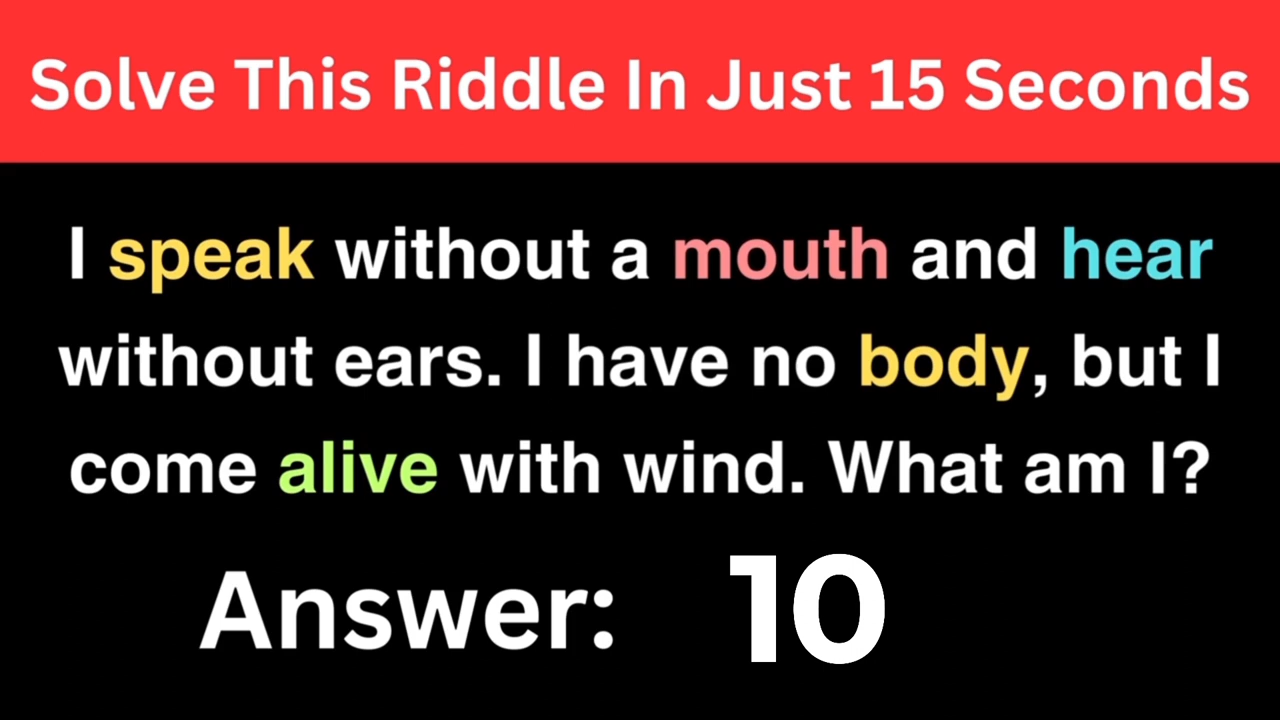 Solve This Riddle In Just 15 Seconds
I speak without a mouth and hear
without ears. I have no body, but I
come alive with wind. What am I?
Answer: 10